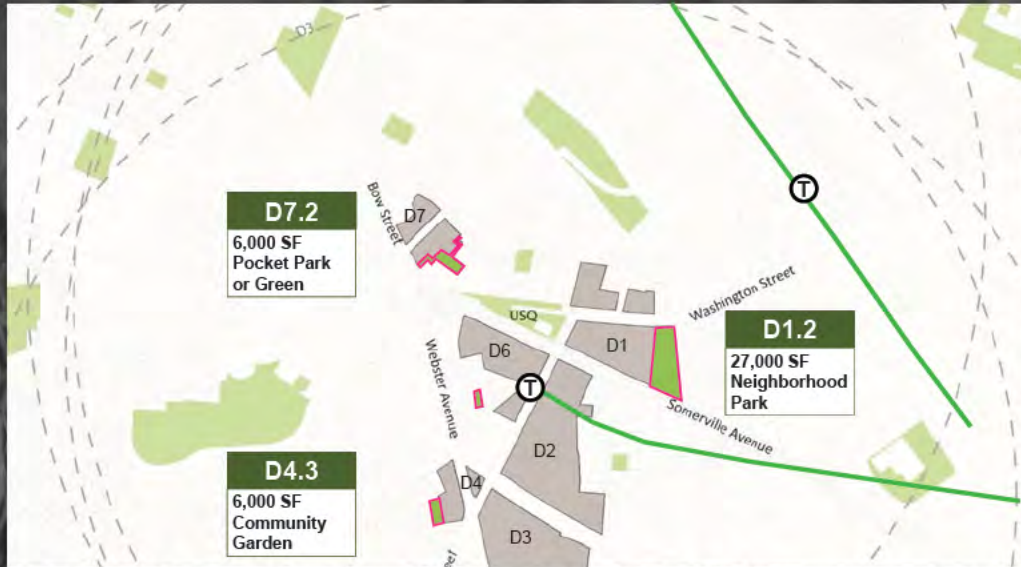 D3
T
Bow Street
D7
D7.2
6,000 SF
Pocket Park
or Green
Washington Street
USQ
D1.2
27,000 SF
Neighborhood
Park
D1
D6
Webster Avenue
T
Somerville Avenue
D2
D4.3
6,000 SF
Community
Garden
D4
D3